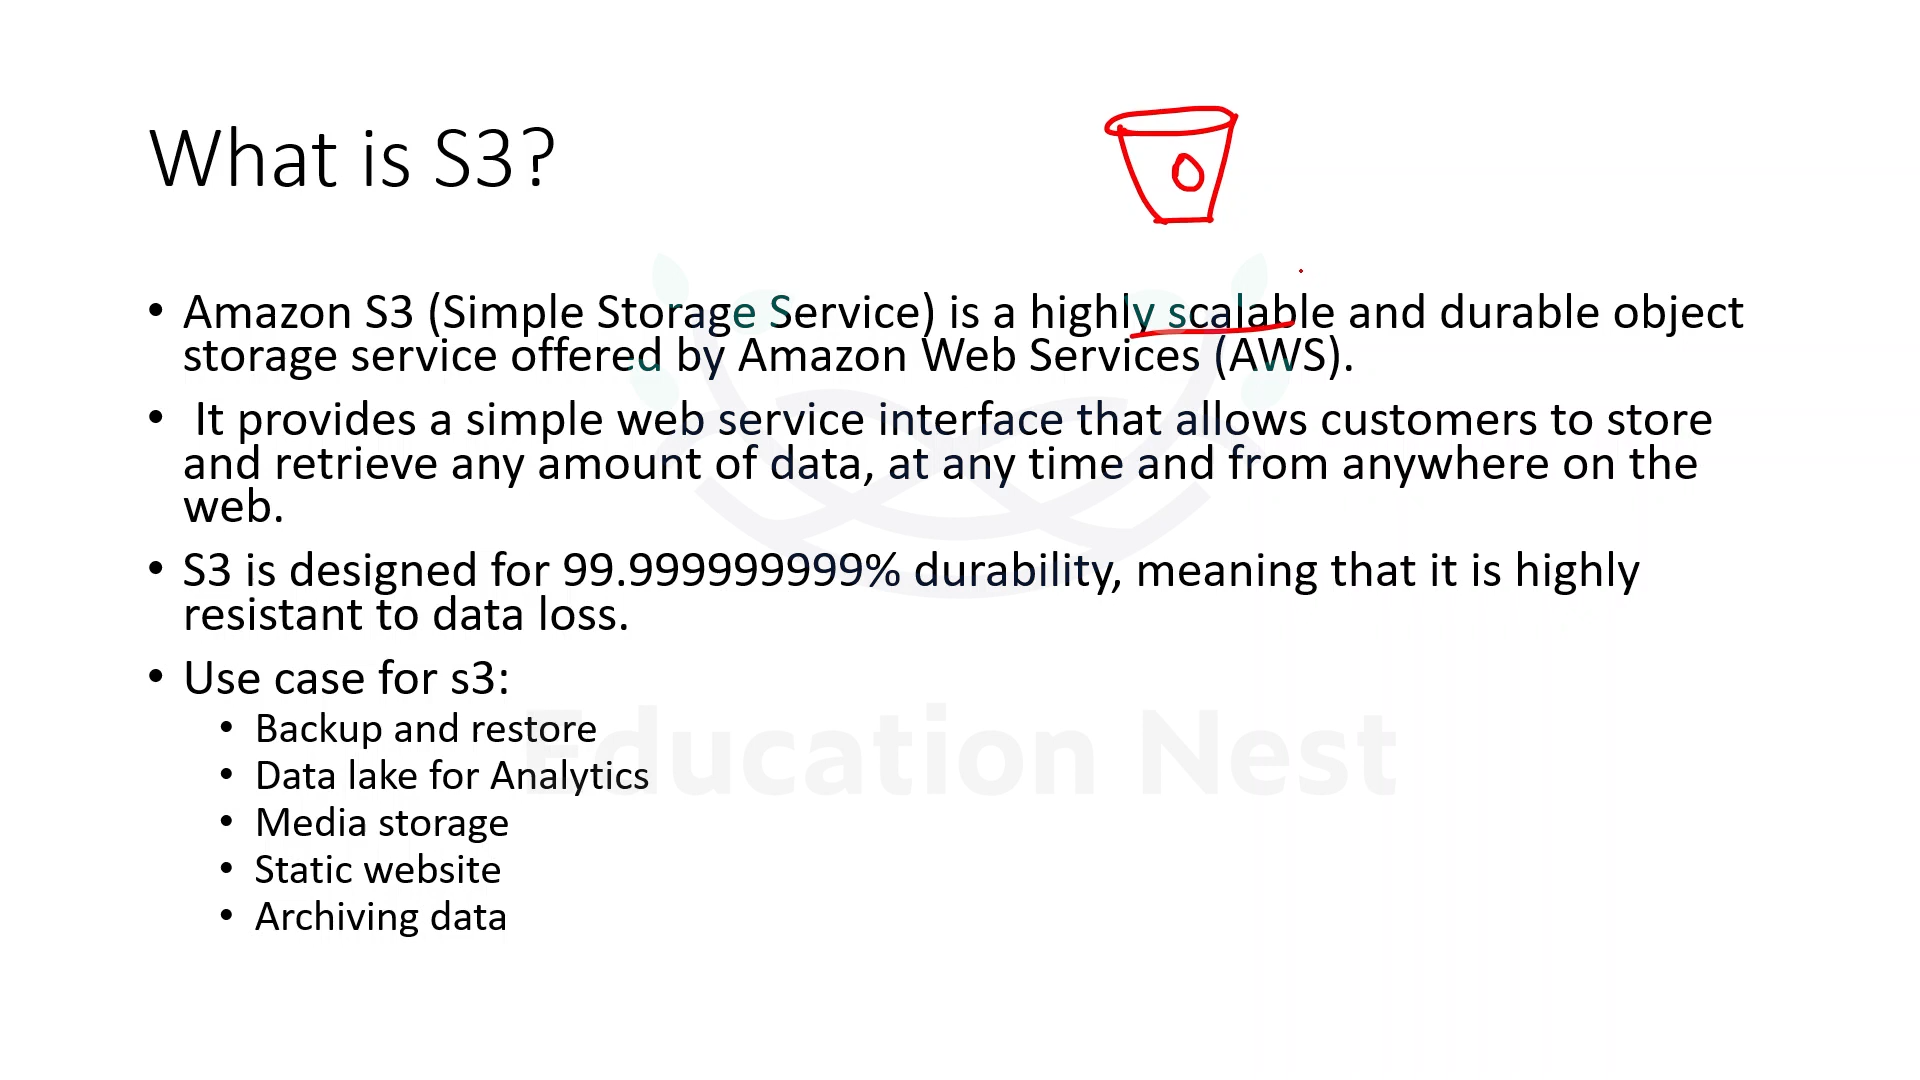 What is S3?
• Amazon S3 (Simple Storage Service) is a highly scalable and durable object
storage service offered by Amazon Web Services (AWS).
• It provides a simple web service interface that allows customers to store
and retrieve any amount of data, at any time and from anywhere on the
web.
• S3 is designed for 99.999999999% durability, meaning that it is highly
resistant to data loss.
• Use case for s3:
• Backup and restore
• Data lake for Analytics
• Media storage
• Static website
• Archiving data
Education Nest